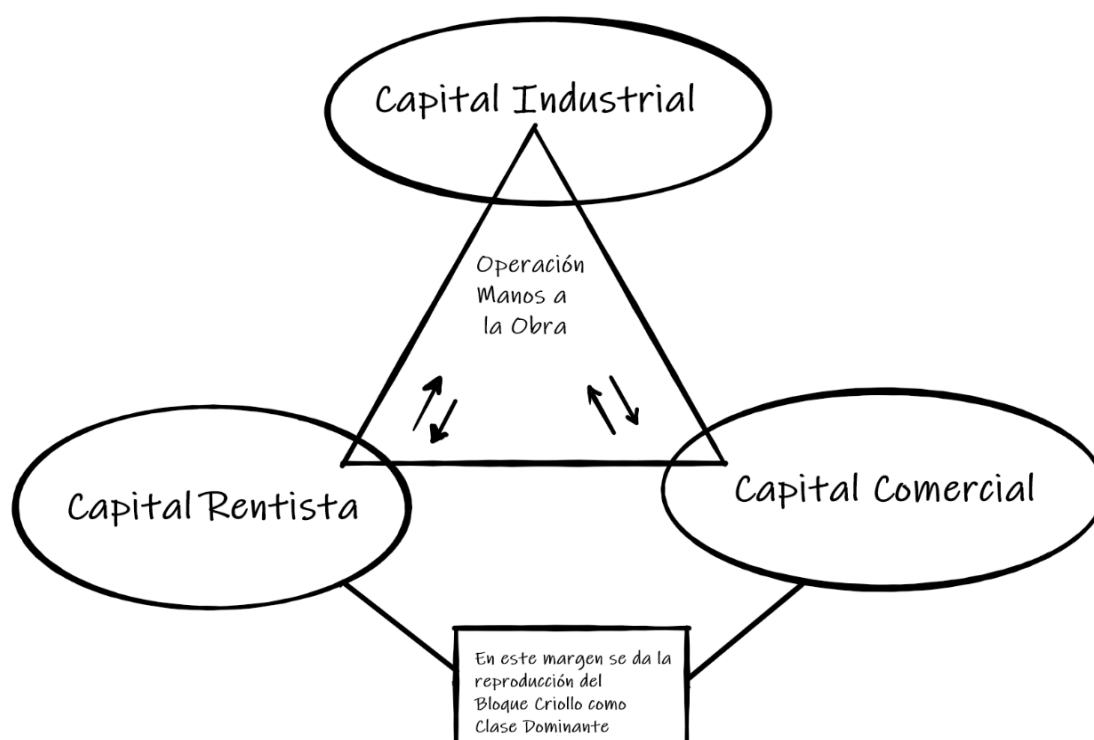 Capital Industrial
Operación
Manos a
la Obra
Capital Rentista
Capital Comercial
En este margen se da la
reproducción del
Bloque Criollo como
Clase Dominante